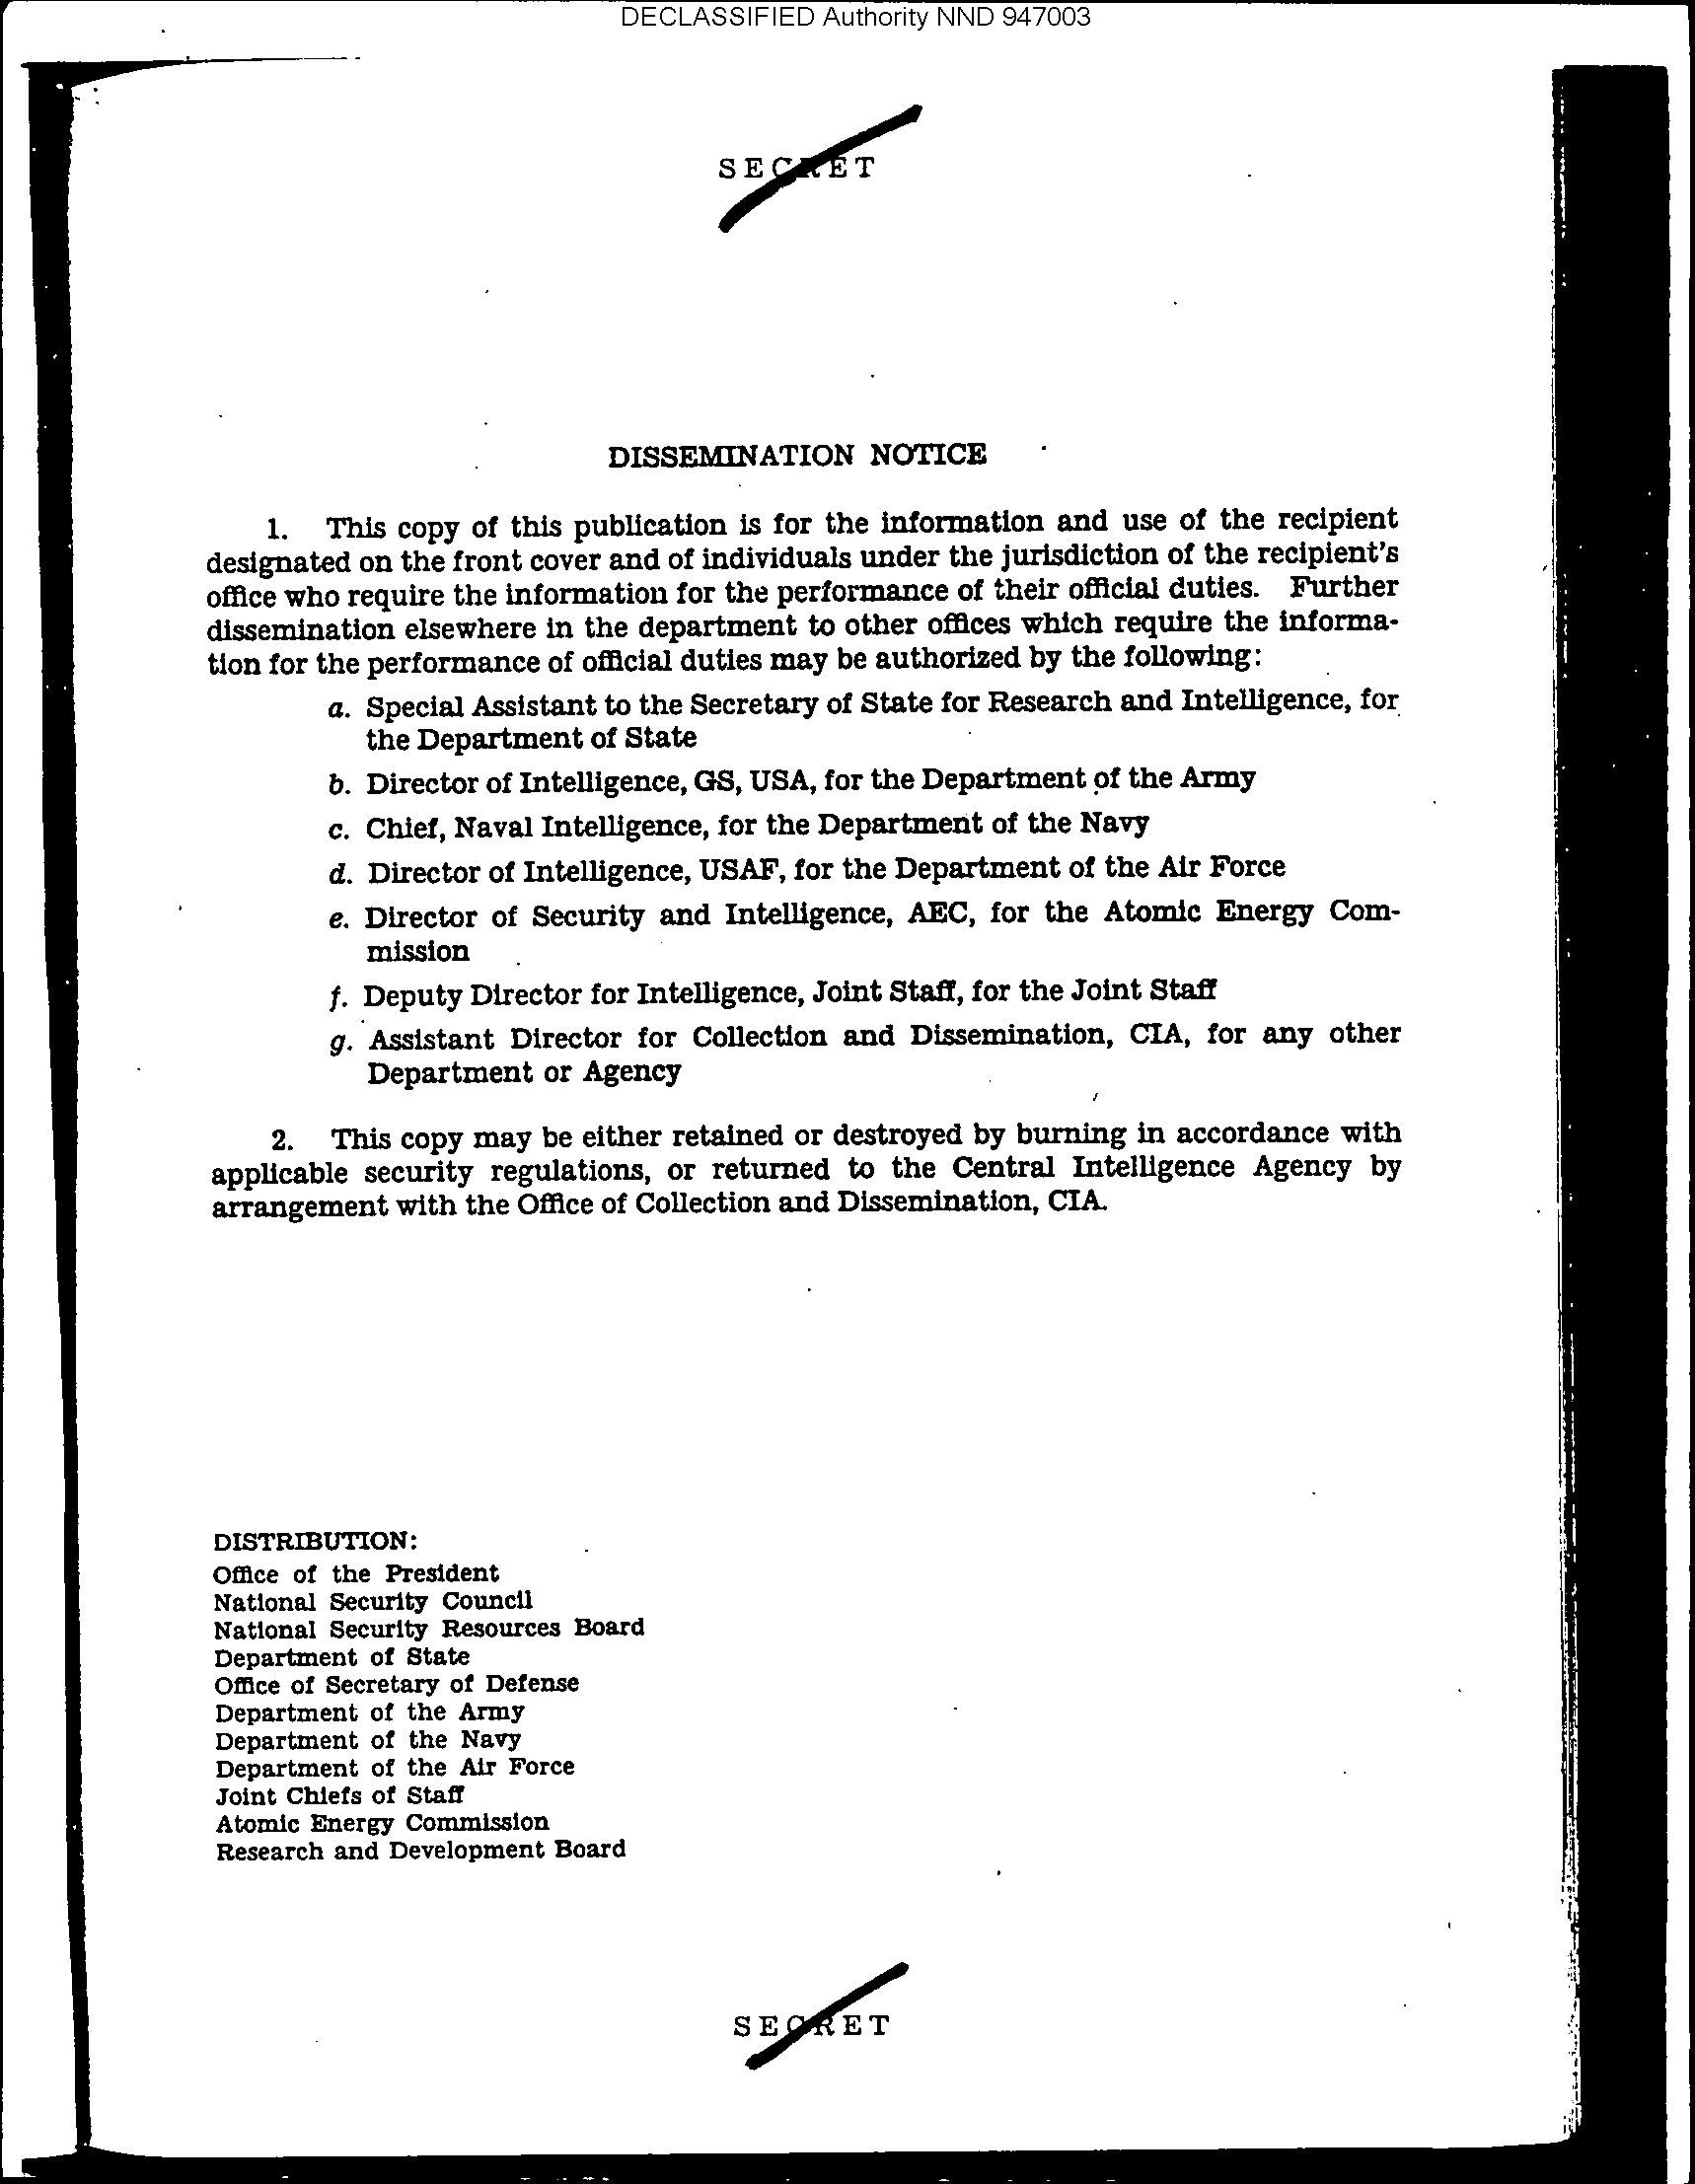 DECLASSIFIED Authority NND 947003
SECRET
DISSEMINATION NOTICE
1. This copy of this publication is for the information and use of the recipient
designated on the front cover and of individuals under the jurisdiction of the recipient's
office who require the information for the performance of their official duties. Further
dissemination elsewhere in the department to other offices which require the informa-
tion for the performance of official duties may be authorized by the following:
a. Special Assistant to the Secretary of State for Research and Intelligence, for
the Department of State
b. Director of Intelligence, GS, USA, for the Department of the Army
c. Chief, Naval Intelligence, for the Department of the Navy
d. Director of Intelligence, USAF, for the Department of the Air Force
e. Director of Security and Intelligence, AEC, for the Atomic Energy Com-
mission
f. Deputy Director for Intelligence, Joint Staff, for the Joint Staff
g. Assistant Director for Collection and Dissemination, CIA, for any other
Department or Agency
2. This copy may be either retained or destroyed by burning in accordance with
applicable security regulations, or returned to the Central Intelligence Agency by
arrangement with the Office of Collection and Dissemination, CIA.
DISTRIBUTION:
Office of the President
National Security Council
National Security Resources Board
Department of State
Office of Secretary of Defense
Department of the Army
Department of the Navy
Department of the Air Force
Joint Chiefs of Staff
Atomic Energy Commission
Research and Development Board
SECRET